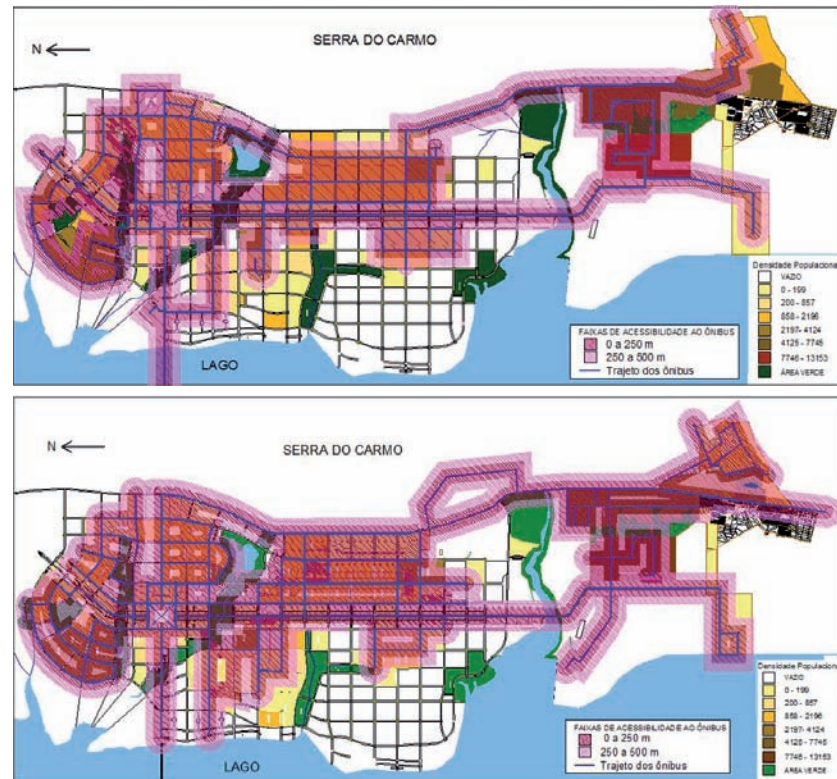 SERRA DO CARMO
N
Densidade Populaciona
VAZIO
0 - 199
200 - 857
858 - 2196
2197- 4124
4125 - 7745
7746 - 13153
ÁREA VERDE
FAIXAS DE ACESSIBILIDADE AO ÔNIBUS
0 a 250 m
250 a 500 m
Trajeto dos ônibus
LAGO
SERRA DO CARMO
N
Densidade Populaciona
VAZIO
0 - 199
200 - 857
858 - 2196
2197- 4124
4125 - 7745
7746 - 13153
ÁREA VERDE
FAIXAS DE ACESSIBILIDADE AO ÔNIBUS
0 a 250 m
250 a 500 m
Trajeto dos ônibus
LAGO